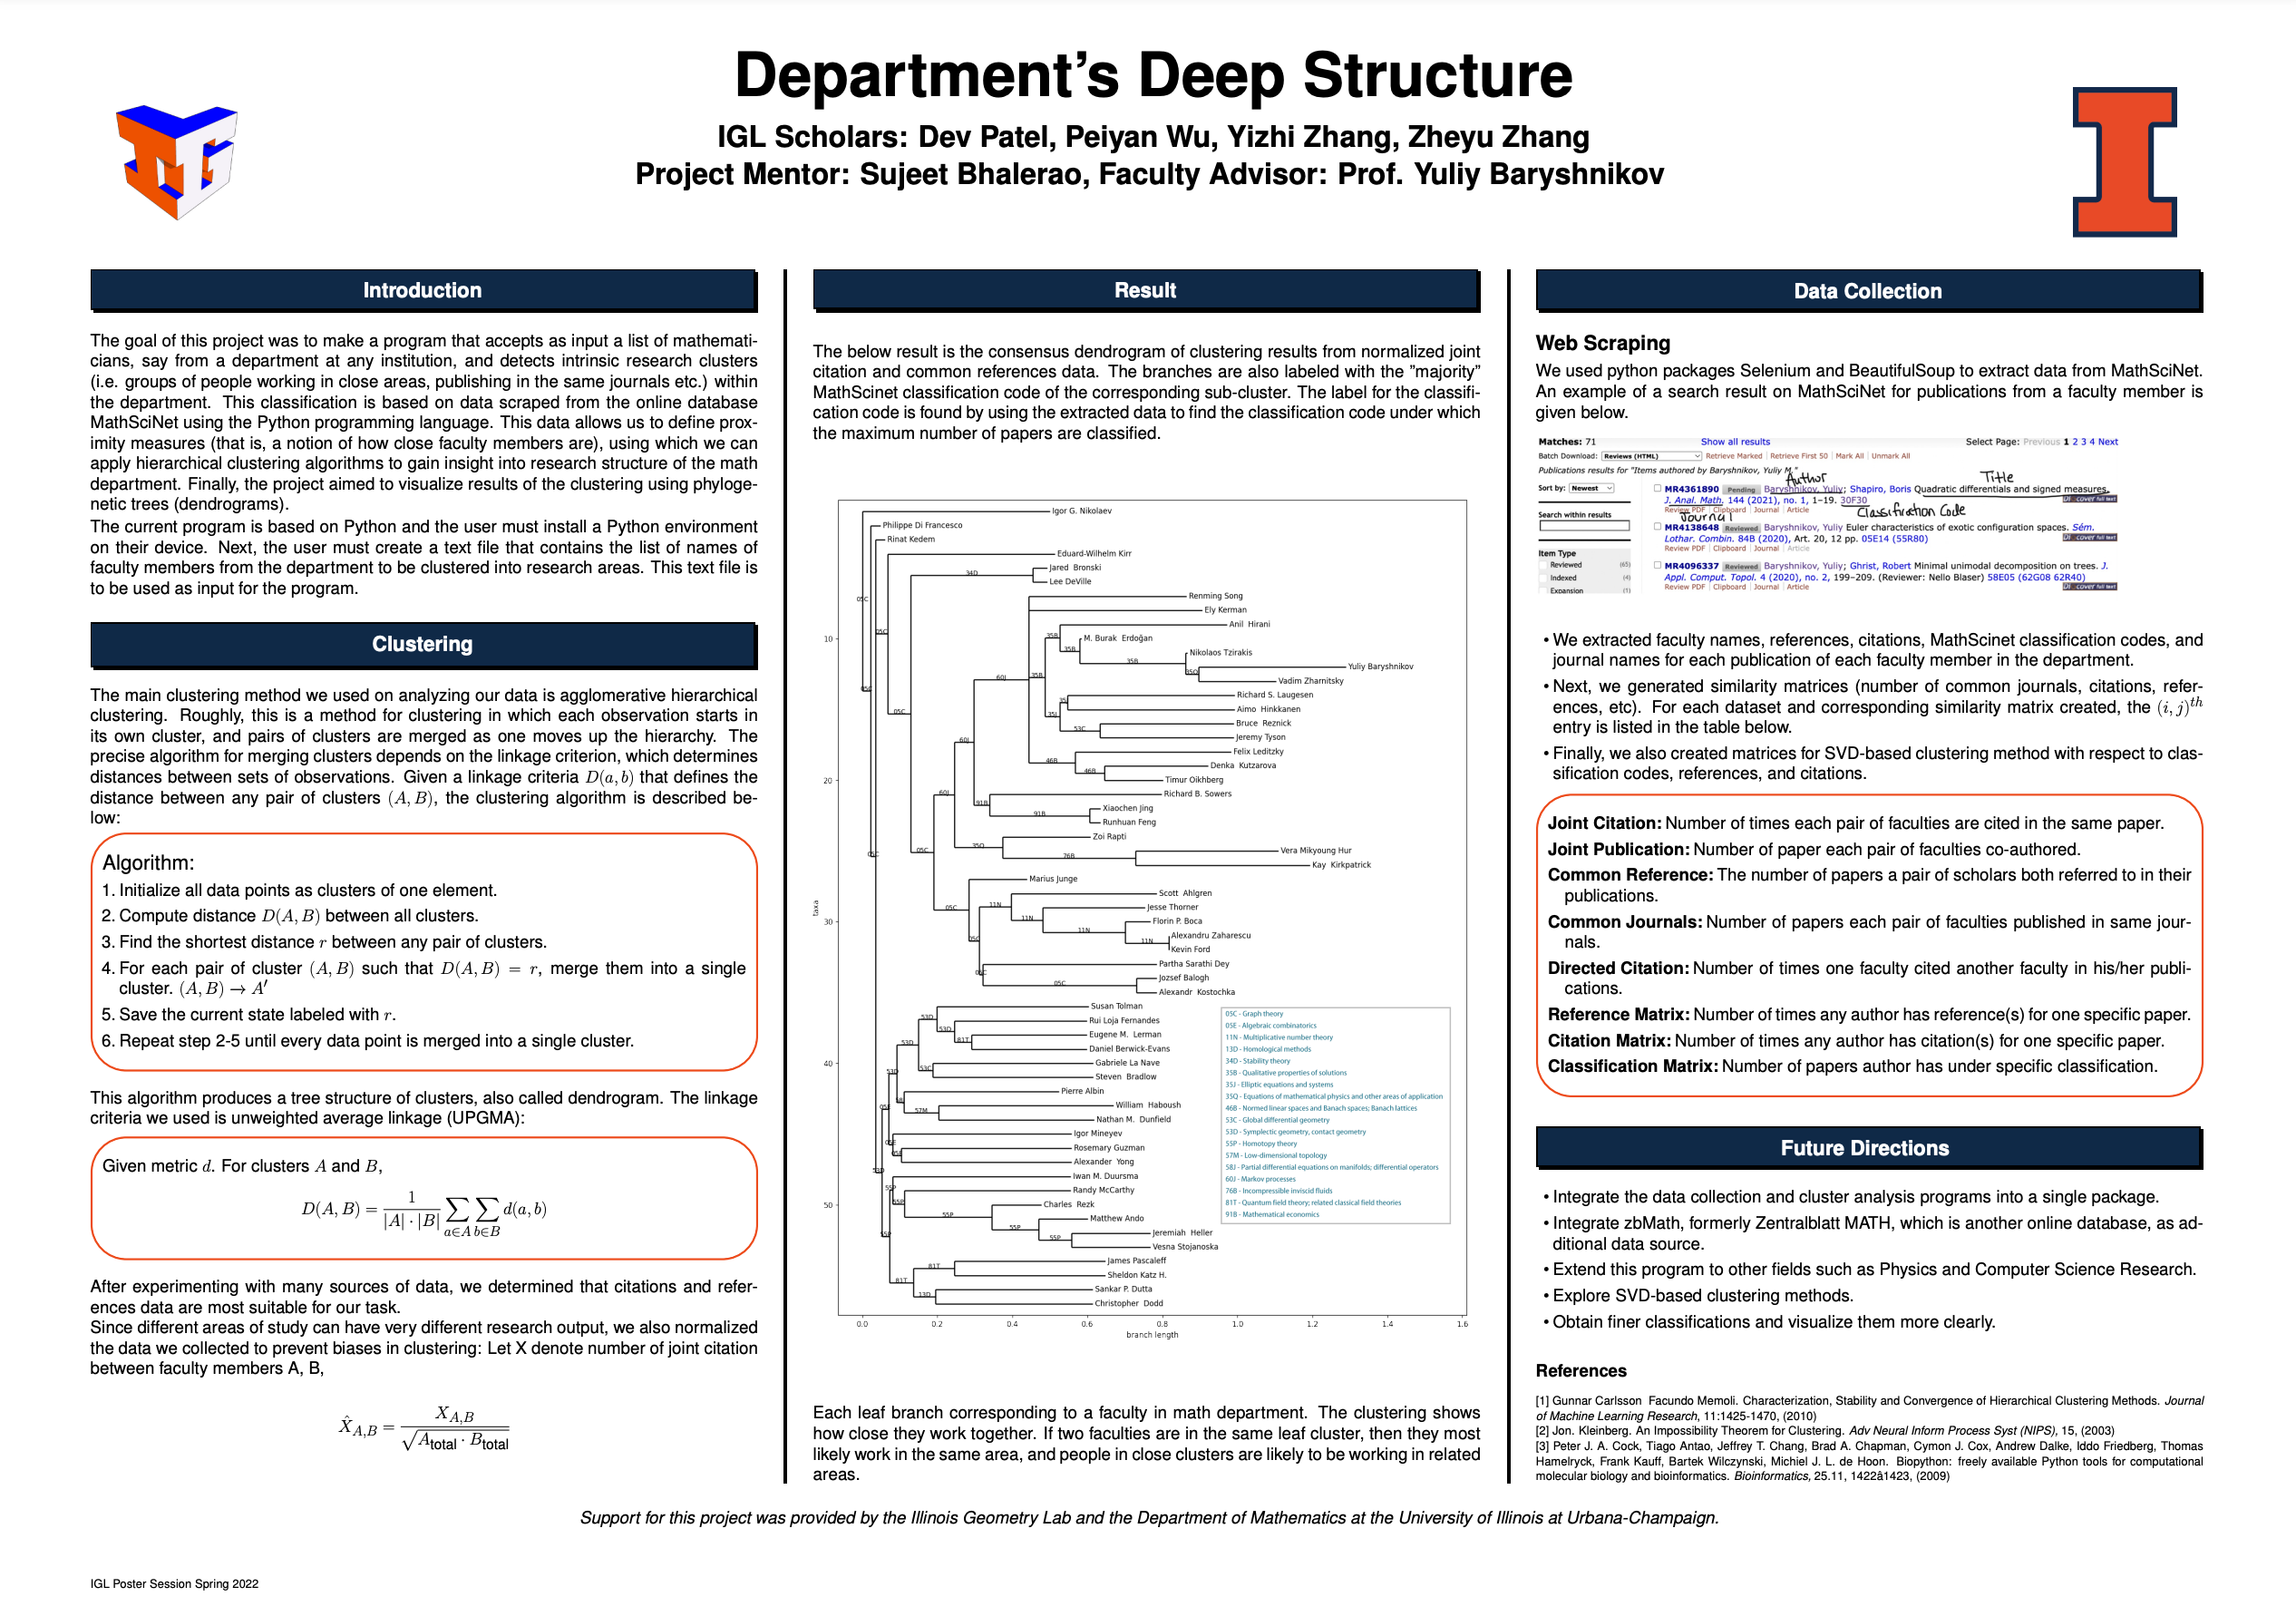 Department's Deep Structure
IGL Scholars: Dev Patel, Peiyan Wu, Yizhi Zhang, Zheyu Zhang
Project Mentor: Sujeet Bhalerao, Faculty Advisor: Prof. Yuliy Baryshnikov
Introduction
The goal of this project was to make a program that accepts as input a list of mathemati-
cians, say from a department at any institution, and detects intrinsic research clusters
(i.e. groups of people working in close areas, publishing in the same journals etc.) within
the department. This classification is based on data scraped from the online database
MathSciNet using the Python programming language. This data allows us to define prox-
imity measures (that is, a notion of how close faculty members are), using which we can
apply hierarchical clustering algorithms to gain insight into research structure of the math
department. Finally, the project aimed to visualize results of the clustering using phyloge-
netic trees (dendrograms).
The current program is based on Python and the user must install a Python environment
on their device. Next, the user must create a text file that contains the list of names of
faculty members from the department to be clustered into research areas. This text file is
to be used as input for the program.
Clustering
The main clustering method we used on analyzing our data is agglomerative hierarchical
clustering. Roughly, this is a method for clustering in which each observation starts in
its own cluster, and pairs of clusters are merged as one moves up the hierarchy. The
precise algorithm for merging clusters depends on the linkage criterion, which determines
distances between sets of observations. Given a linkage criteria D(a, b) that defines the
distance between any pair of clusters (A, B), the clustering algorithm is described be-
low:
Algorithm:
1. Initialize all data points as clusters of one element.
2. Compute distance D(A, B) between all clusters.
3. Find the shortest distance r between any pair of clusters.
4. For each pair of cluster (A, B) such that D(A, B) = r, merge them into a single
cluster. (A, B) → A′
5. Save the current state labeled with r.
6. Repeat step 2-5 until every data point is merged into a single cluster.
This algorithm produces a tree structure of clusters, also called dendrogram. The linkage
criteria we used is unweighted average linkage (UPGMA):
Given metric d. For clusters A and B,
D(A, B) = 1 / |A| · |B| ∑ a∈A ∑ b∈B d(a, b)
After experimenting with many sources of data, we determined that citations and refer-
ences data are most suitable for our task.
Since different areas of study can have very different research output, we also normalized
the data we collected to prevent biases in clustering: Let X denote number of joint citation
between faculty members A, B,
X̂A,B = XA,B / √Atotal · Btotal
Result
The below result is the consensus dendrogram of clustering results from normalized joint
citation and common references data. The branches are also labeled with the "majority"
MathScinet classification code of the corresponding sub-cluster. The label for the classifi-
cation code is found by using the extracted data to find the classification code under which
the maximum number of papers are classified.
Igor G. Nikolaev
Philippe Di Francesco
Rinat Kedem
Eduard-Wilhelm Kirr
Jared Bronski
34D
Lee DeVille
Renming Song
05C
Ely Kerman
Anil Hirani
05C
35B
M. Burak Erdoğan
10
35B
Nikolaos Tzirakis
35B
Yuliy Baryshnikov
35Q
Vadim Zharnitsky
60J
35B
05C
Richard S. Laugesen
35J
Aimo Hinkkanen
05C
35J
Bruce Reznick
53C
Jeremy Tyson
60J
Felix Leditzky
46B
Denka Kutzarova
46B
Timur Oikhberg
20
Richard B. Sowers
60J
91B
Xiaochen Jing
91B
Runhuan Feng
Zoi Rapti
35Q
Vera Mikyoung Hur
05C
05C
76B
Kay Kirkpatrick
Marius Junge
Scott Ahlgren
11N
Jesse Thorner
05C
taxa
11N
Florin P. Boca
30
11N
Alexandru Zaharescu
05C
11N
Kevin Ford
Partha Sarathi Dey
05C
Jozsef Balogh
05C
Alexandr Kostochka
Susan Tolman
53D
Rui Loja Fernandes
53D
Eugene M. Lerman
53D
81T
Daniel Berwick-Evans
Gabriele La Nave
40
53D
53C
Steven Bradlow
Pierre Albin
William Haboush
05E
57M
Nathan M. Dunfield
Igor Mineyev
05E
Rosemary Guzman
05E
Alexander Yong
53D
Iwan M. Duursma
55P
Randy McCarthy
55P
Charles Rezk
50
55P
Matthew Ando
55P
Jeremiah Heller
55P
55P
Vesna Stojanoska
James Pascaleff
81T
Sheldon Katz H.
81T
Sankar P. Dutta
13D
Christopher Dodd
05C - Graph theory
05E - Algebraic combinatorics
11N - Multiplicative number theory
13D - Homological methods
34D - Stability theory
35B - Qualitative properties of solutions
35J - Elliptic equations and systems
35Q - Equations of mathematical physics and other areas of application
46B - Normed linear spaces and Banach spaces; Banach lattices
53C - Global differential geometry
53D - Symplectic geometry, contact geometry
55P - Homotopy theory
57M - Low-dimensional topology
58J - Partial differential equations on manifolds; differential operators
60J - Markov processes
76B - Incompressible inviscid fluids
81T - Quantum field theory; related classical field theories
91B - Mathematical economics
0.0 0.2 0.4 0.6 0.8 1.0 1.2 1.4 1.6
branch length
Each leaf branch corresponding to a faculty in math department. The clustering shows
how close they work together. If two faculties are in the same leaf cluster, then they most
likely work in the same area, and people in close clusters are likely to be working in related
areas.
Data Collection
Web Scraping
We used python packages Selenium and BeautifulSoup to extract data from MathSciNet.
An example of a search result on MathSciNet for publications from a faculty member is
given below.
Matches: 71 Show all results Select Page: Previous 1 2 3 4 Next
Batch Download: Reviews (HTML) Retrieve Marked | Retrieve First 50 | Mark All | Unmark All
Publications results for "Items authored by Baryshnikov, Yuliy M."
Author Title
Sort by: Newest
MR4361890 Pending Baryshnikov, Yuliy; Shapiro, Boris Quadratic differentials and signed measures.
J. Anal. Math. 144 (2021), no. 1, 1–19. 30F30
Review PDF | Clipboard | Journal | Article
Journal Classification Code
Search within results
MR4138648 Reviewed Baryshnikov, Yuliy Euler characteristics of exotic configuration spaces. Sém.
Lothar. Combin. 84B (2020), Art. 20, 12 pp. 05E14 (55R80)
Review PDF | Clipboard | Journal | Article
Item Type
Reviewed (65)
Indexed (4)
Expansion (1)
MR4096337 Reviewed Baryshnikov, Yuliy; Ghrist, Robert Minimal unimodal decomposition on trees. J.
Appl. Comput. Topol. 4 (2020), no. 2, 199–209. (Reviewer: Nello Blaser) 58E05 (62G08 62R40)
Review PDF | Clipboard | Journal | Article
• We extracted faculty names, references, citations, MathScinet classification codes, and
journal names for each publication of each faculty member in the department.
• Next, we generated similarity matrices (number of common journals, citations, refer-
ences, etc). For each dataset and corresponding similarity matrix created, the (i, j)th
entry is listed in the table below.
• Finally, we also created matrices for SVD-based clustering method with respect to clas-
sification codes, references, and citations.
Joint Citation: Number of times each pair of faculties are cited in the same paper.
Joint Publication: Number of paper each pair of faculties co-authored.
Common Reference: The number of papers a pair of scholars both referred to in their
publications.
Common Journals: Number of papers each pair of faculties published in same jour-
nals.
Directed Citation: Number of times one faculty cited another faculty in his/her publi-
cations.
Reference Matrix: Number of times any author has reference(s) for one specific paper.
Citation Matrix: Number of times any author has citation(s) for one specific paper.
Classification Matrix: Number of papers author has under specific classification.
Future Directions
• Integrate the data collection and cluster analysis programs into a single package.
• Integrate zbMath, formerly Zentralblatt MATH, which is another online database, as ad-
ditional data source.
• Extend this program to other fields such as Physics and Computer Science Research.
• Explore SVD-based clustering methods.
• Obtain finer classifications and visualize them more clearly.
References
[1] Gunnar Carlsson Facundo Memoli. Characterization, Stability and Convergence of Hierarchical Clustering Methods. Journal
of Machine Learning Research, 11:1425-1470, (2010)
[2] Jon. Kleinberg. An Impossibility Theorem for Clustering. Adv Neural Inform Process Syst (NIPS), 15, (2003)
[3] Peter J. A. Cock, Tiago Antao, Jeffrey T. Chang, Brad A. Chapman, Cymon J. Cox, Andrew Dalke, Iddo Friedberg, Thomas
Hamelryck, Frank Kauff, Bartek Wilczynski, Michiel J. L. de Hoon. Biopython: freely available Python tools for computational
molecular biology and bioinformatics. Bioinformatics, 25.11, 1422â1423, (2009)
Support for this project was provided by the Illinois Geometry Lab and the Department of Mathematics at the University of Illinois at Urbana-Champaign.
IGL Poster Session Spring 2022